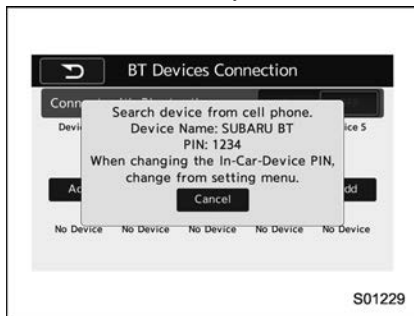 BT Devices Connection
Search device from cell phone.
Device Name: SUBARU BT
PIN: 1234
When changing the In-Car-Device PIN,
change from setting menu.
Cancel
No Device No Device No Device No Device No Device
S01229